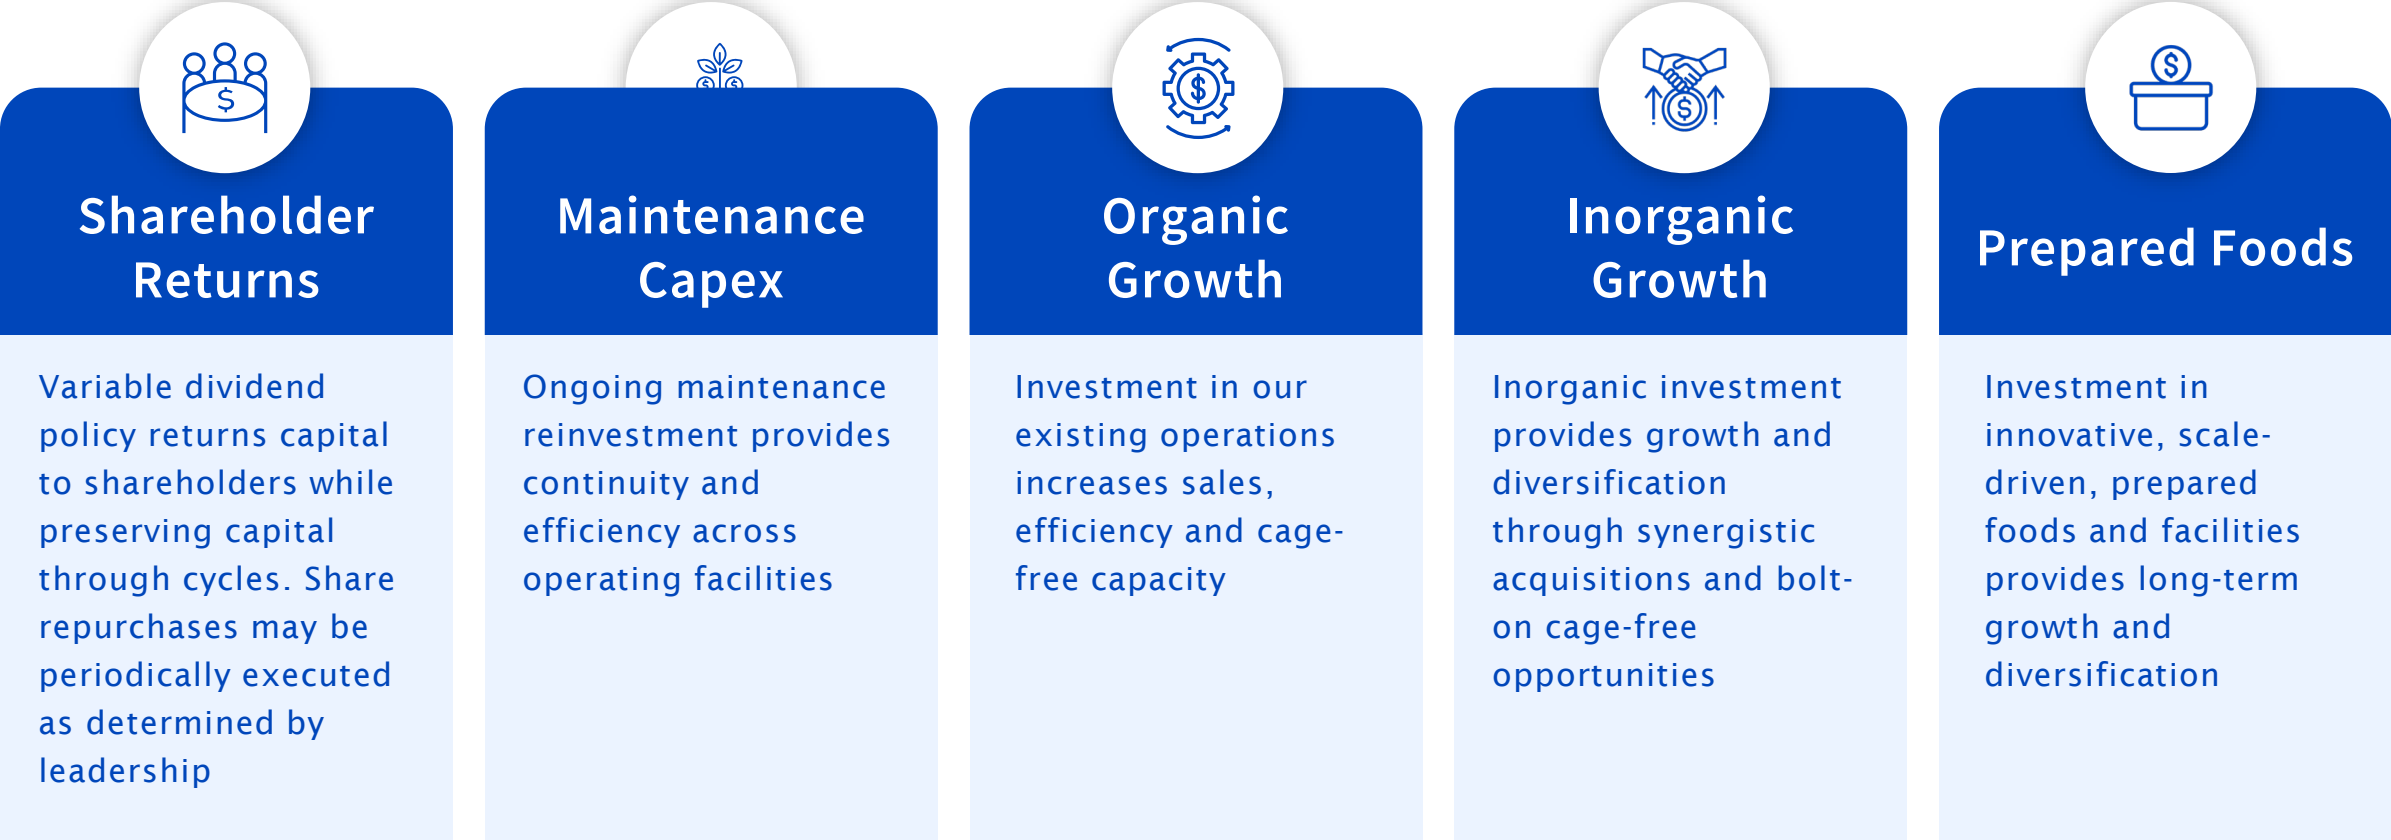 Shareholder
Returns
Variable dividend
policy returns capital
to shareholders while
preserving capital
through cycles. Share
repurchases may be
periodically executed
as determined by
leadership
Maintenance
Capex
Ongoing maintenance
reinvestment provides
continuity and
efficiency across
operating facilities
Organic
Growth
Investment in our
existing operations
increases sales,
efficiency and cage-
free capacity
Inorganic
Growth
Inorganic investment
provides growth and
diversification
through synergistic
acquisitions and bolt-
on cage-free
opportunities
Prepared Foods
Investment in
innovative, scale-
driven, prepared
foods and facilities
provides long-term
growth and
diversification